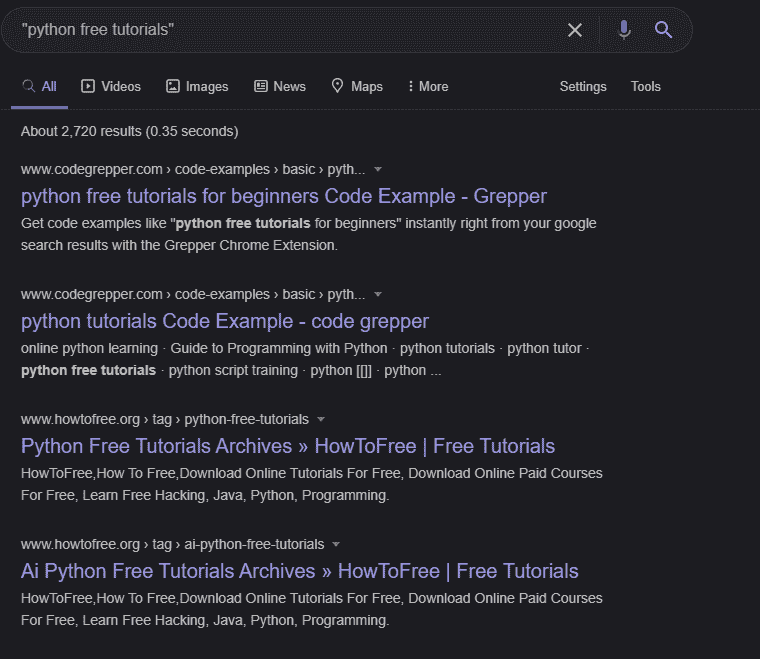 "python free tutorials"
All Videos Images News Maps More Settings Tools
About 2,720 results (0.35 seconds)
www.codegrepper.com › code-examples › basic › pyth...
python free tutorials for beginners Code Example - Grepper
Get code examples like "python free tutorials for beginners" instantly right from your google
search results with the Grepper Chrome Extension.
www.codegrepper.com › code-examples › basic › pyth...
python tutorials Code Example - code grepper
online python learning · Guide to Programming with Python · python tutorials · python tutor ·
python free tutorials · python script training · python [[]] · python ...
www.howtofree.org › tag › python-free-tutorials
Python Free Tutorials Archives » HowToFree | Free Tutorials
HowToFree,How To Free,Download Online Tutorials For Free, Download Online Paid Courses
For Free, Learn Free Hacking, Java, Python, Programming.
www.howtofree.org › tag › ai-python-free-tutorials
Ai Python Free Tutorials Archives » HowToFree | Free Tutorials
HowToFree,How To Free,Download Online Tutorials For Free, Download Online Paid Courses
For Free, Learn Free Hacking, Java, Python, Programming.